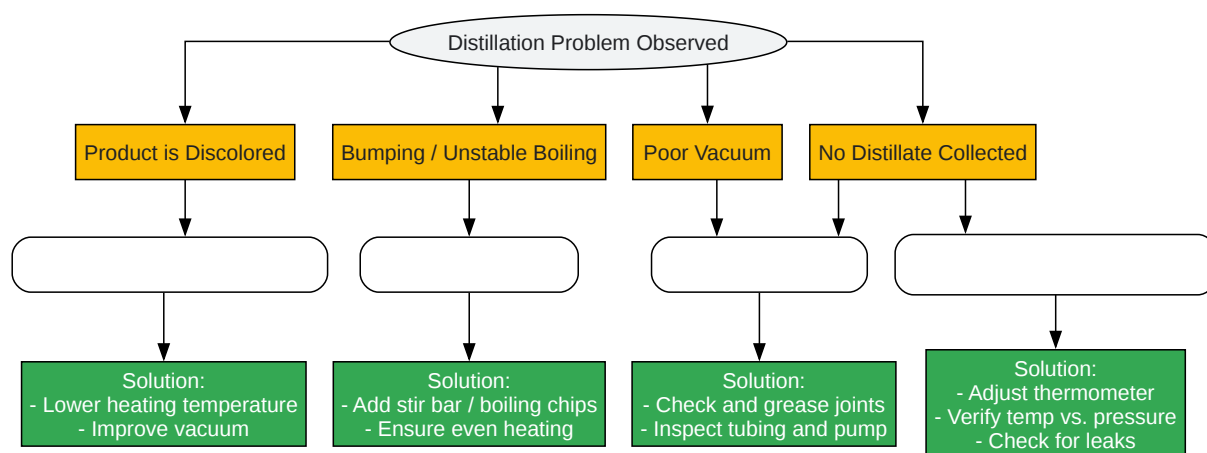 Distillation Problem Observed
Product is Discolored
Bumping / Unstable Boiling
Poor Vacuum
No Distillate Collected
Solution:
- Lower heating temperature
- Improve vacuum
Solution:
- Add stir bar / boiling chips
- Ensure even heating
Solution:
- Check and grease joints
- Inspect tubing and pump
Solution:
- Adjust thermometer
- Verify temp vs. pressure
- Check for leaks